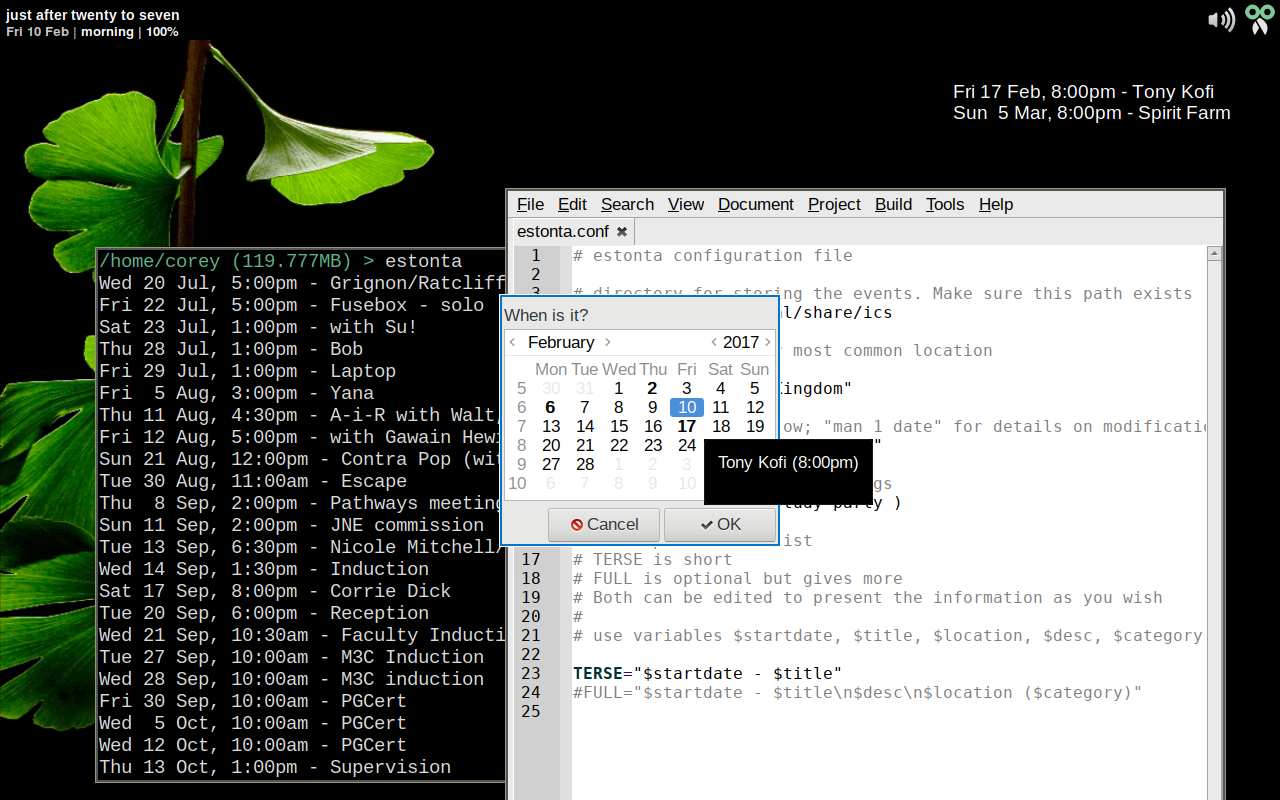 just after twenty to seven
Fri 10 Feb | morning | 100%
Fri 17 Feb, 8:00pm - Tony Kofi
Sun  5 Mar, 8:00pm - Spirit Farm
/home/corey (119.777MB) > estonta
Wed 20 Jul, 5:00pm - Grignon/Ratcliff
Fri 22 Jul, 5:00pm - Fusebox - solo
Sat 23 Jul, 1:00pm - with Su!
Thu 28 Jul, 1:00pm - Bob
Fri 29 Jul, 1:00pm - Laptop
Fri  5 Aug, 3:00pm - Yana
Thu 11 Aug, 4:30pm - A-i-R with Walt/
Fri 12 Aug, 5:00pm - with Gawain Hewi
Sun 21 Aug, 12:00pm - Contra Pop (wit
Tue 30 Aug, 11:00am - Escape
Thu  8 Sep, 2:00pm - Pathways meeting
Sun 11 Sep, 2:00pm - JNE commission
Tue 13 Sep, 6:30pm - Nicole Mitchell/
Wed 14 Sep, 1:30pm - Induction
Sat 17 Sep, 8:00pm - Corrie Dick
Tue 20 Sep, 6:00pm - Reception
Wed 21 Sep, 10:30am - Faculty Inducti
Tue 27 Sep, 10:00am - M3C Induction
Wed 28 Sep, 10:00am - M3C induction
Fri 30 Sep, 10:00am - PGCert
Wed  5 Oct, 10:00am - PGCert
Wed 12 Oct, 10:00am - PGCert
Thu 13 Oct, 1:00pm - Supervision
File Edit Search View Document Project Build Tools Help
estonta.conf
1 # estonta configuration file
2
3 # directory for storing the events. Make sure this path exists
al/share/ics
most common location
ingdom"
ow; "man 1 date" for details on modificatio
"
gs
tudy party )
ist
17 # TERSE is short
18 # FULL is optional but gives more
19 # Both can be edited to present the information as you wish
20 #
21 # use variables $startdate, $title, $location, $desc, $category
22
23 TERSE="$startdate - $title"
24 #FULL="$startdate - $title\n$desc\n$location ($category)"
25
When is it?
‹ February › ‹ 2017 ›
Mon Tue Wed Thu Fri Sat Sun
5 30 31 1 2 3 4 5
6 6 7 8 9 10 11 12
7 13 14 15 16 17 18 19
8 20 21 22 23 24
9 27 28 1 2 3
10 6 7 8 9 10
Tony Kofi (8:00pm)
Cancel OK